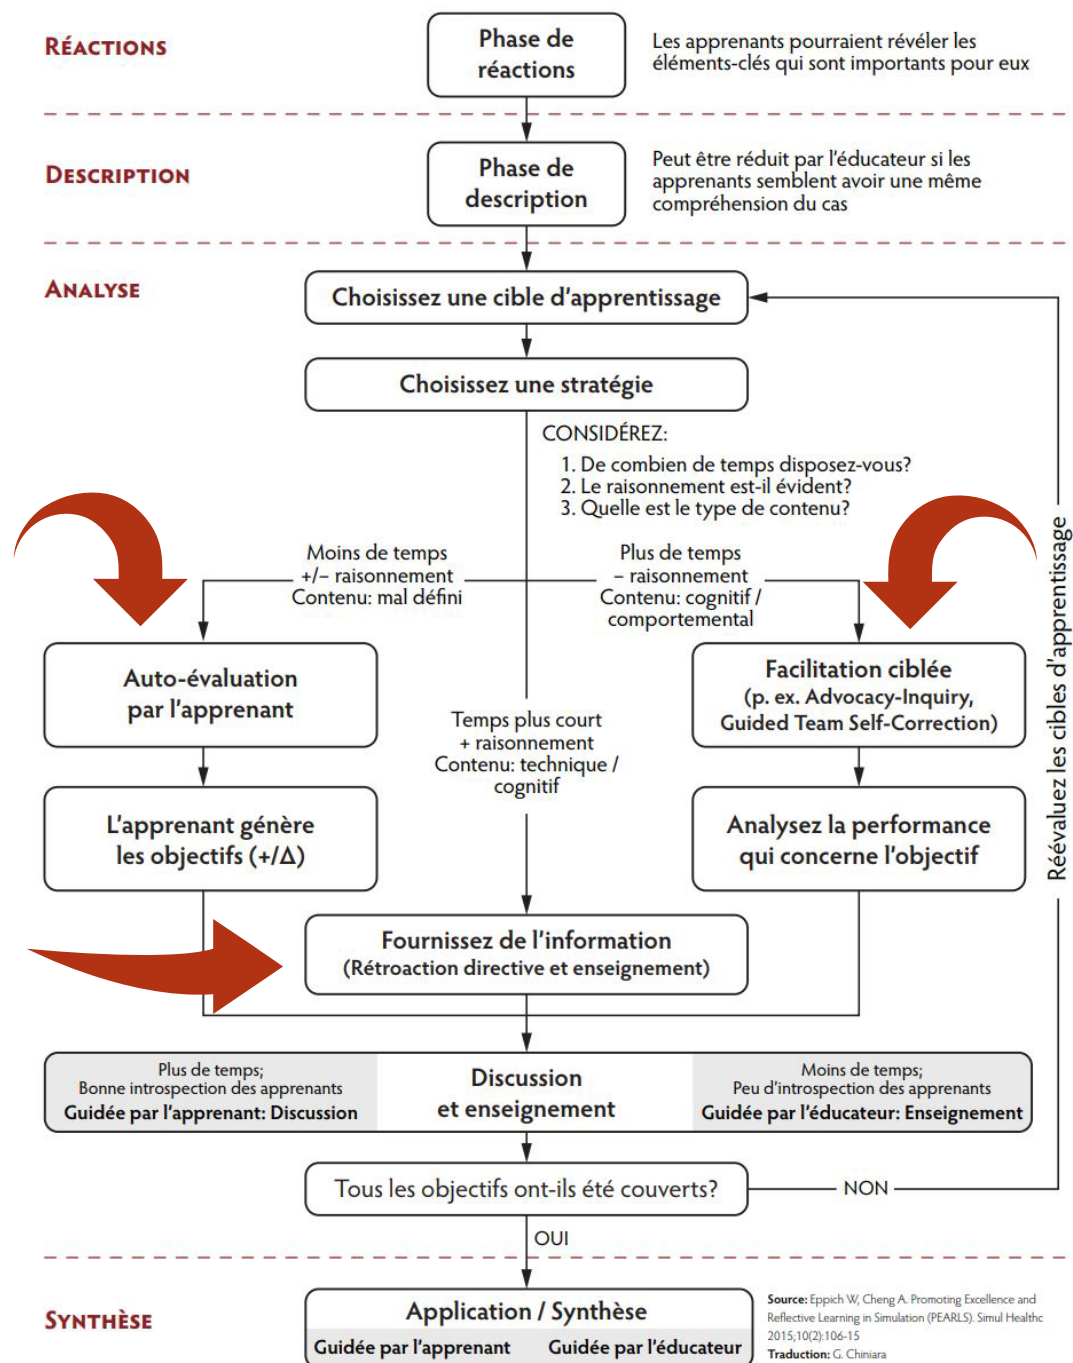 RÉACTIONS
Phase de
réactions
Les apprenants pourraient révéler les
éléments-clés qui sont importants pour eux
DESCRIPTION
Phase de
description
Peut être réduit par l'éducateur si les
apprenants semblent avoir une même
compréhension du cas
ANALYSE
Choisissez une cible d'apprentissage
Choisissez une stratégie
CONSIDÉREZ:
1. De combien de temps disposez-vous?
2. Le raisonnement est-il évident?
3. Quelle est le type de contenu?
Moins de temps
+/– raisonnement
Contenu: mal défini
Plus de temps
– raisonnement
Contenu: cognitif /
comportemental
Auto-évaluation
par l'apprenant
Temps plus court
+ raisonnement
Contenu: technique /
cognitif
Facilitation ciblée
(p. ex. Advocacy-Inquiry,
Guided Team Self-Correction)
L'apprenant génère
les objectifs (+/Δ)
Analysez la performance
qui concerne l'objectif
Réévaluez les cibles d'apprentissage
Fournissez de l'information
(Rétroaction directive et enseignement)
Plus de temps;
Bonne introspection des apprenants
Guidée par l'apprenant: Discussion
Discussion
et enseignement
Moins de temps;
Peu d'introspection des apprenants
Guidée par l'éducateur: Enseignement
Tous les objectifs ont-ils été couverts?
NON
OUI
SYNTHÈSE
Application / Synthèse
Guidée par l'apprenant
Guidée par l'éducateur
Source: Eppich W, Cheng A. Promoting Excellence and
Reflective Learning in Simulation (PEARLS). Simul Healthc
2015;10(2):106-15
Traduction: G. Chiniara